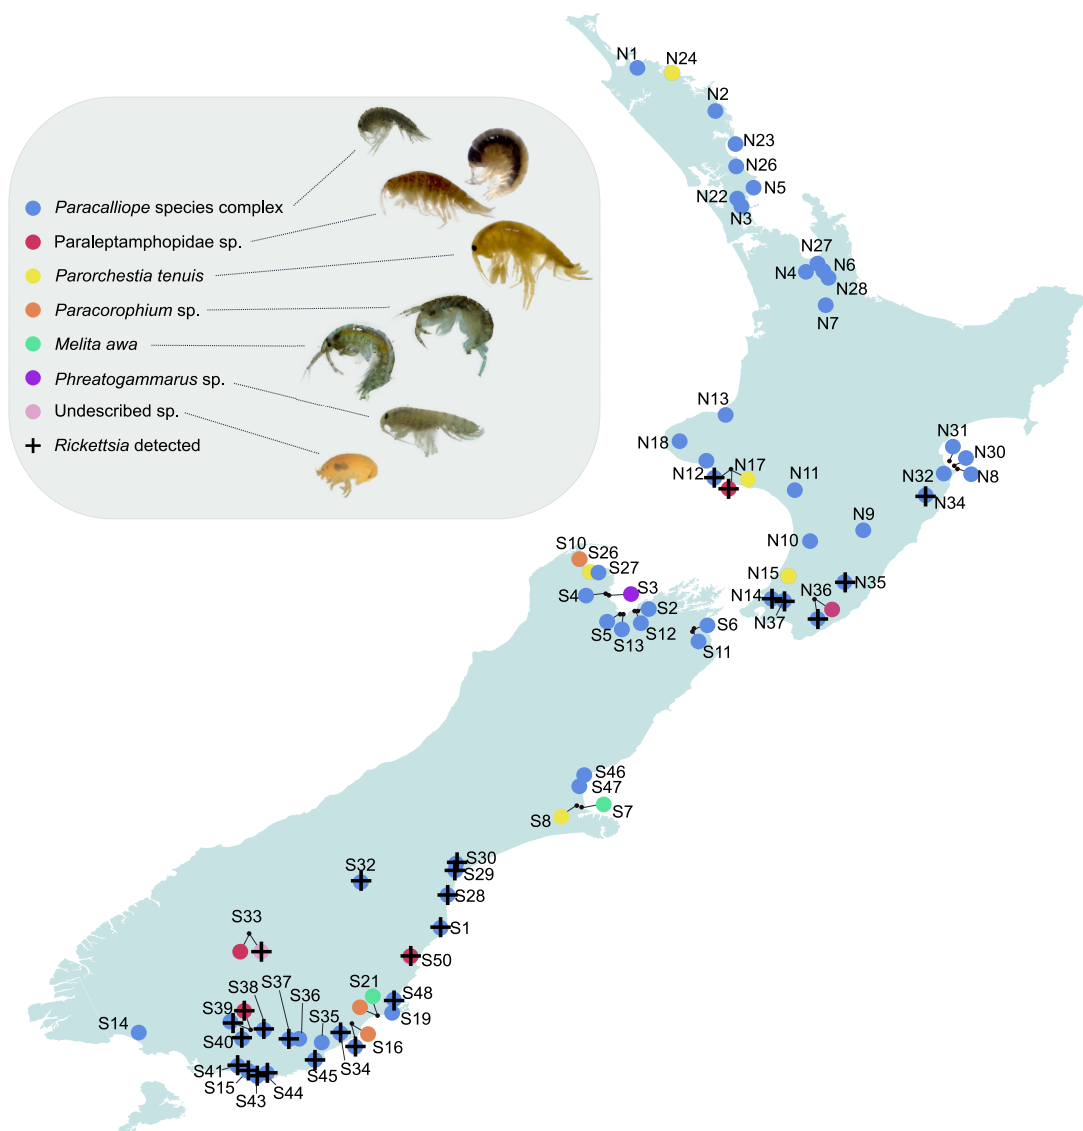 Paracalliope species complex
Paraleptamphopidae sp.
Parorchestia tenuis
Paracorophium sp.
Melita awa
Phreatogammarus sp.
Undescribed sp.
Rickettsia detected
N1
N24
N2
N23
N26
N5
N22
N3
N27
N6
N4
N28
N7
N13
N18
N31
N30
N12
N17
N11
N32
N8
N34
N9
N10
S10
S26
S27
N15
N36
N35
S3
S4
N14
S2
N37
S6
S5
S12
S13
S11
S46
S47
S7
S8
S30
S32
S29
S28
S33
S1
S50
S21
S37
S38
S36
S48
S39
S35
S19
S14
S40
S16
S41
S34
S45
S15
S44
S43